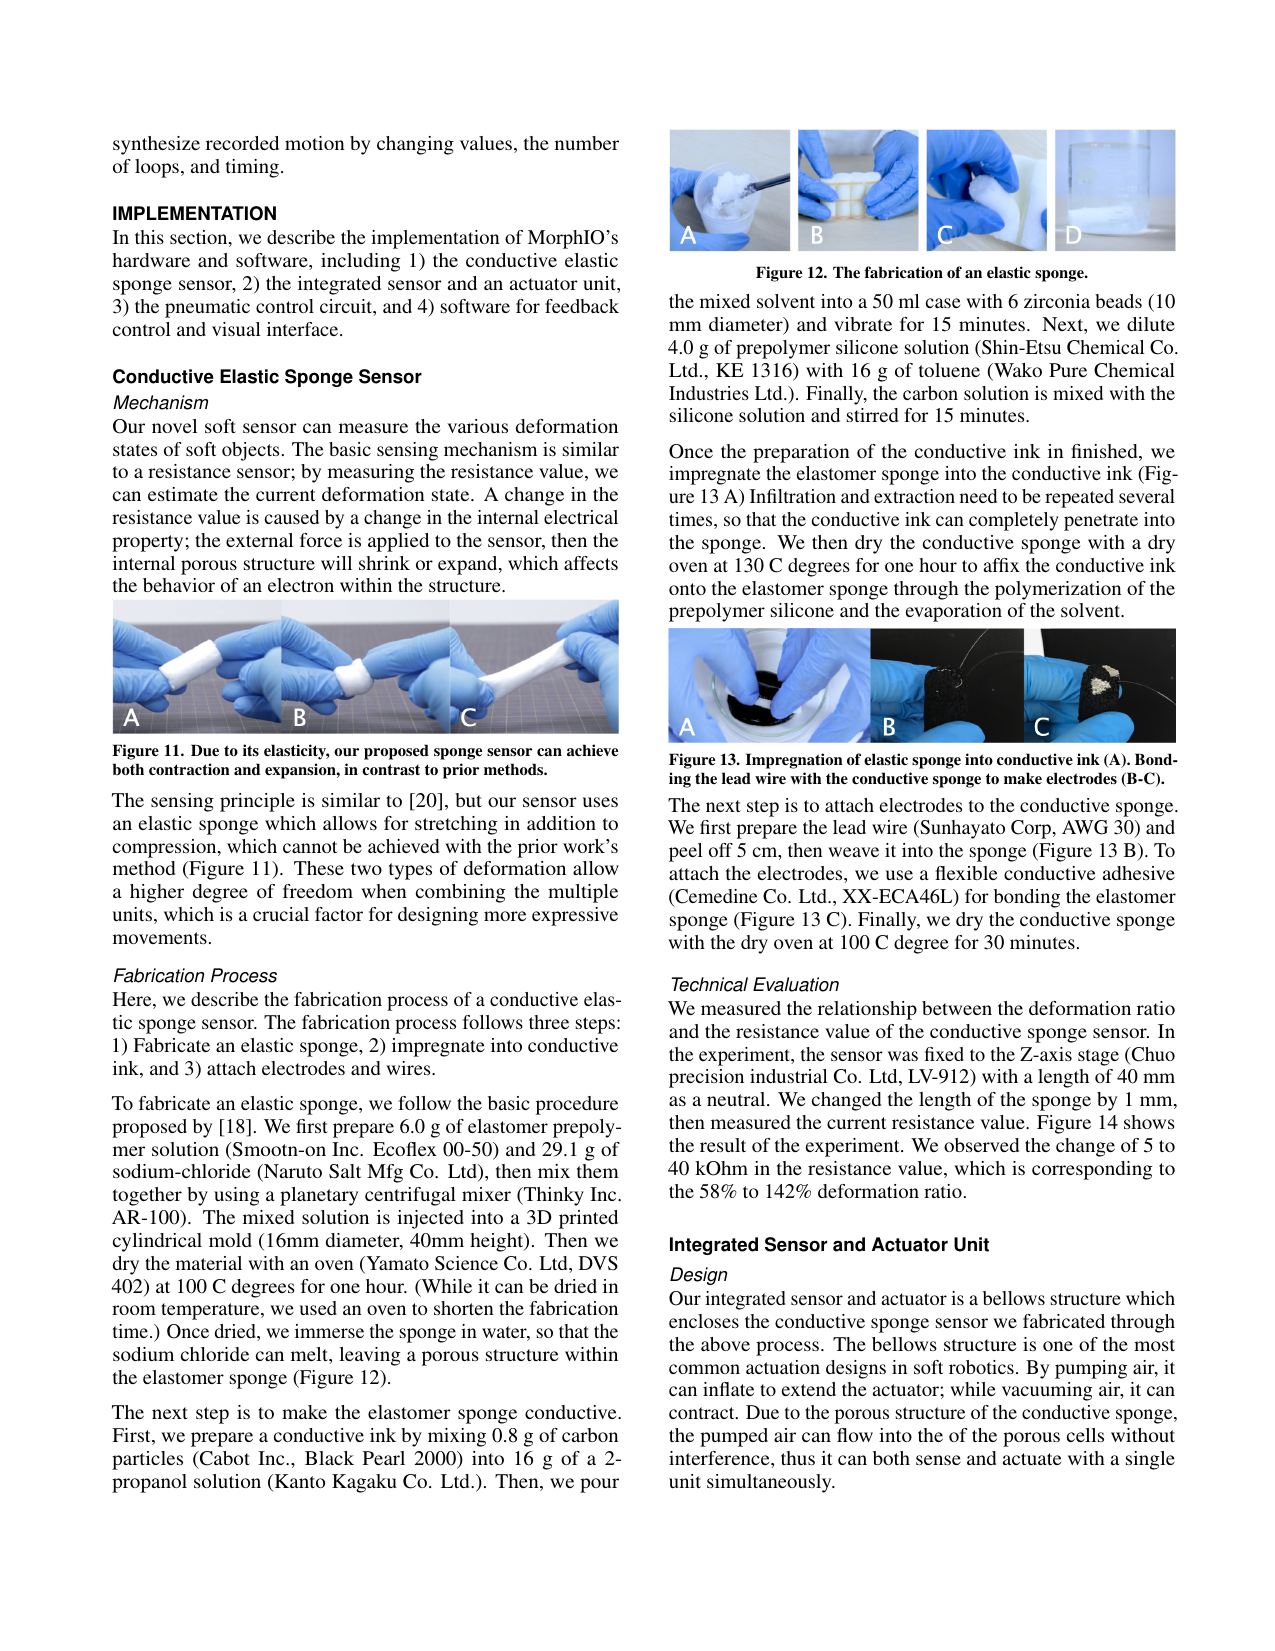 synthesize recorded motion by changing values, the number
of loops, and timing.
IMPLEMENTATION
In this section, we describe the implementation of MorphIO's
hardware and software, including 1) the conductive elastic
sponge sensor, 2) the integrated sensor and an actuator unit,
3) the pneumatic control circuit, and 4) software for feedback
control and visual interface.
Conductive Elastic Sponge Sensor
Mechanism
Our novel soft sensor can measure the various deformation
states of soft objects. The basic sensing mechanism is similar
to a resistance sensor; by measuring the resistance value, we
can estimate the current deformation state. A change in the
resistance value is caused by a change in the internal electrical
property; the external force is applied to the sensor, then the
internal porous structure will shrink or expand, which affects
the behavior of an electron within the structure.
A B C
Figure 11. Due to its elasticity, our proposed sponge sensor can achieve
both contraction and expansion, in contrast to prior methods.
The sensing principle is similar to [20], but our sensor uses
an elastic sponge which allows for stretching in addition to
compression, which cannot be achieved with the prior work's
method (Figure 11). These two types of deformation allow
a higher degree of freedom when combining the multiple
units, which is a crucial factor for designing more expressive
movements.
Fabrication Process
Here, we describe the fabrication process of a conductive elas-
tic sponge sensor. The fabrication process follows three steps:
1) Fabricate an elastic sponge, 2) impregnate into conductive
ink, and 3) attach electrodes and wires.
To fabricate an elastic sponge, we follow the basic procedure
proposed by [18]. We first prepare 6.0 g of elastomer prepoly-
mer solution (Smootn-on Inc. Ecoflex 00-50) and 29.1 g of
sodium-chloride (Naruto Salt Mfg Co. Ltd), then mix them
together by using a planetary centrifugal mixer (Thinky Inc.
AR-100). The mixed solution is injected into a 3D printed
cylindrical mold (16mm diameter, 40mm height). Then we
dry the material with an oven (Yamato Science Co. Ltd, DVS
402) at 100 C degrees for one hour. (While it can be dried in
room temperature, we used an oven to shorten the fabrication
time.) Once dried, we immerse the sponge in water, so that the
sodium chloride can melt, leaving a porous structure within
the elastomer sponge (Figure 12).
The next step is to make the elastomer sponge conductive.
First, we prepare a conductive ink by mixing 0.8 g of carbon
particles (Cabot Inc., Black Pearl 2000) into 16 g of a 2-
propanol solution (Kanto Kagaku Co. Ltd.). Then, we pour
A B C D
Figure 12. The fabrication of an elastic sponge.
the mixed solvent into a 50 ml case with 6 zirconia beads (10
mm diameter) and vibrate for 15 minutes. Next, we dilute
4.0 g of prepolymer silicone solution (Shin-Etsu Chemical Co.
Ltd., KE 1316) with 16 g of toluene (Wako Pure Chemical
Industries Ltd.). Finally, the carbon solution is mixed with the
silicone solution and stirred for 15 minutes.
Once the preparation of the conductive ink in finished, we
impregnate the elastomer sponge into the conductive ink (Fig-
ure 13 A) Infiltration and extraction need to be repeated several
times, so that the conductive ink can completely penetrate into
the sponge. We then dry the conductive sponge with a dry
oven at 130 C degrees for one hour to affix the conductive ink
onto the elastomer sponge through the polymerization of the
prepolymer silicone and the evaporation of the solvent.
A B C
Figure 13. Impregnation of elastic sponge into conductive ink (A). Bond-
ing the lead wire with the conductive sponge to make electrodes (B-C).
The next step is to attach electrodes to the conductive sponge.
We first prepare the lead wire (Sunhayato Corp, AWG 30) and
peel off 5 cm, then weave it into the sponge (Figure 13 B). To
attach the electrodes, we use a flexible conductive adhesive
(Cemedine Co. Ltd., XX-ECA46L) for bonding the elastomer
sponge (Figure 13 C). Finally, we dry the conductive sponge
with the dry oven at 100 C degree for 30 minutes.
Technical Evaluation
We measured the relationship between the deformation ratio
and the resistance value of the conductive sponge sensor. In
the experiment, the sensor was fixed to the Z-axis stage (Chuo
precision industrial Co. Ltd, LV-912) with a length of 40 mm
as a neutral. We changed the length of the sponge by 1 mm,
then measured the current resistance value. Figure 14 shows
the result of the experiment. We observed the change of 5 to
40 kOhm in the resistance value, which is corresponding to
the 58% to 142% deformation ratio.
Integrated Sensor and Actuator Unit
Design
Our integrated sensor and actuator is a bellows structure which
encloses the conductive sponge sensor we fabricated through
the above process. The bellows structure is one of the most
common actuation designs in soft robotics. By pumping air, it
can inflate to extend the actuator; while vacuuming air, it can
contract. Due to the porous structure of the conductive sponge,
the pumped air can flow into the of the porous cells without
interference, thus it can both sense and actuate with a single
unit simultaneously.